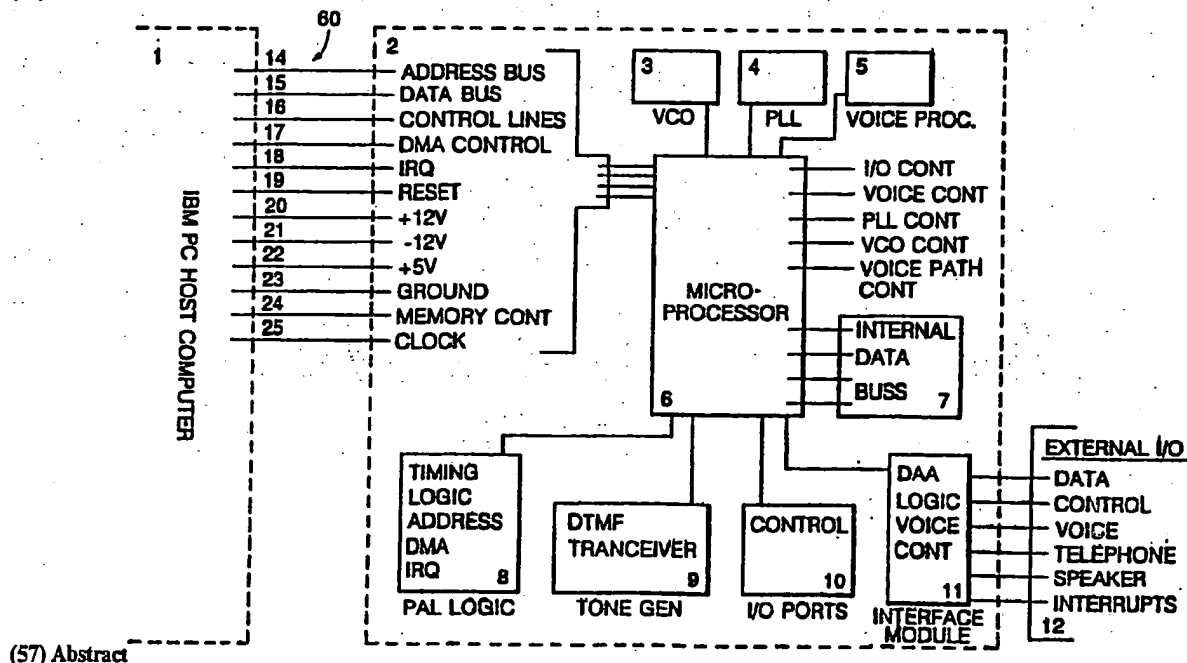 60
1
IBM PC HOST COMPUTER
14
15
16
17
18
19
20
21
22
23
24
25
2
ADDRESS BUS
DATA BUS
CONTROL LINES
DMA CONTROL
IRQ
RESET
+12V
-12V
+5V
GROUND
MEMORY CONT
CLOCK
3
VCO
4
PLL
5
VOICE PROC.
MICRO-
PROCESSOR
6
I/O CONT
VOICE CONT
PLL CONT
VCO CONT
VOICE PATH
CONT
INTERNAL
DATA
BUSS
7
TIMING
LOGIC
ADDRESS
DMA
IRQ
8
PAL LOGIC
DTMF
TRANCEIVER
9
TONE GEN
CONTROL
10
I/O PORTS
DAA
LOGIC
VOICE
CONT
11
INTERFACE
MODULE
EXTERNAL I/O
DATA
CONTROL
VOICE
TELEPHONE
SPEAKER
INTERRUPTS
12
(57) Abstract